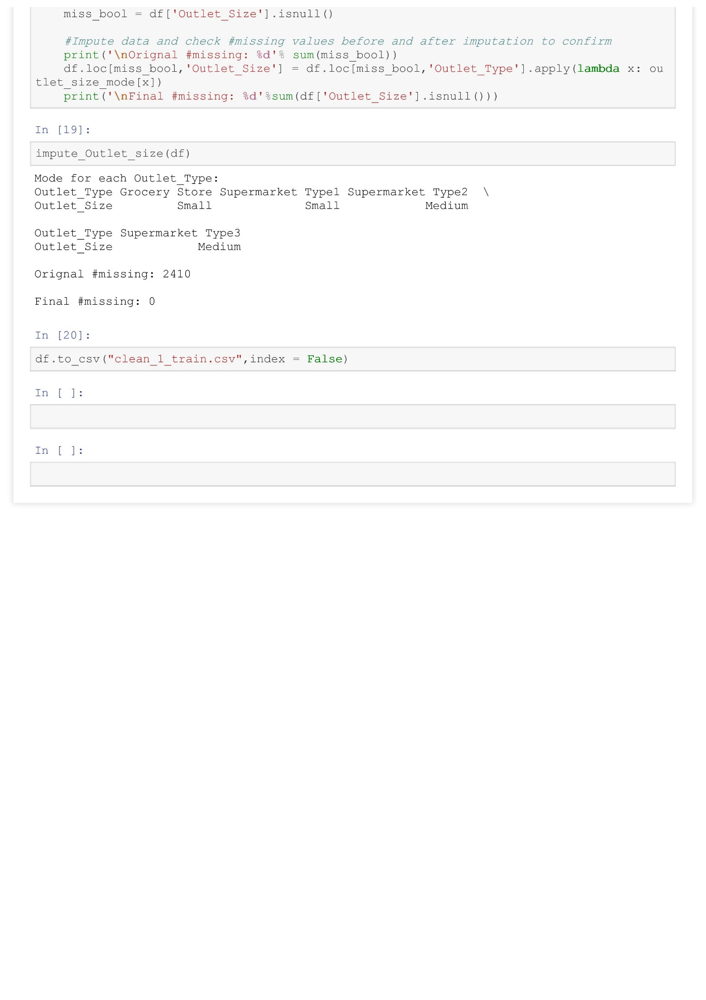 miss_bool = df['Outlet_Size'].isnull()

    #Impute data and check #missing values before and after imputation to confirm
    print('\nOrignal #missing: %d'% sum(miss_bool))
    df.loc[miss_bool,'Outlet_Size'] = df.loc[miss_bool,'Outlet_Type'].apply(lambda x: ou
tlet_size_mode[x])
    print('\nFinal #missing: %d'%sum(df['Outlet_Size'].isnull()))
In [19]:
impute_Outlet_size(df)
Mode for each Outlet_Type:
Outlet_Type Grocery Store Supermarket Type1 Supermarket Type2  \
Outlet_Size         Small             Small            Medium

Outlet_Type Supermarket Type3
Outlet_Size            Medium

Orignal #missing: 2410

Final #missing: 0
In [20]:
df.to_csv("clean_1_train.csv",index = False)
In [ ]:
In [ ]: